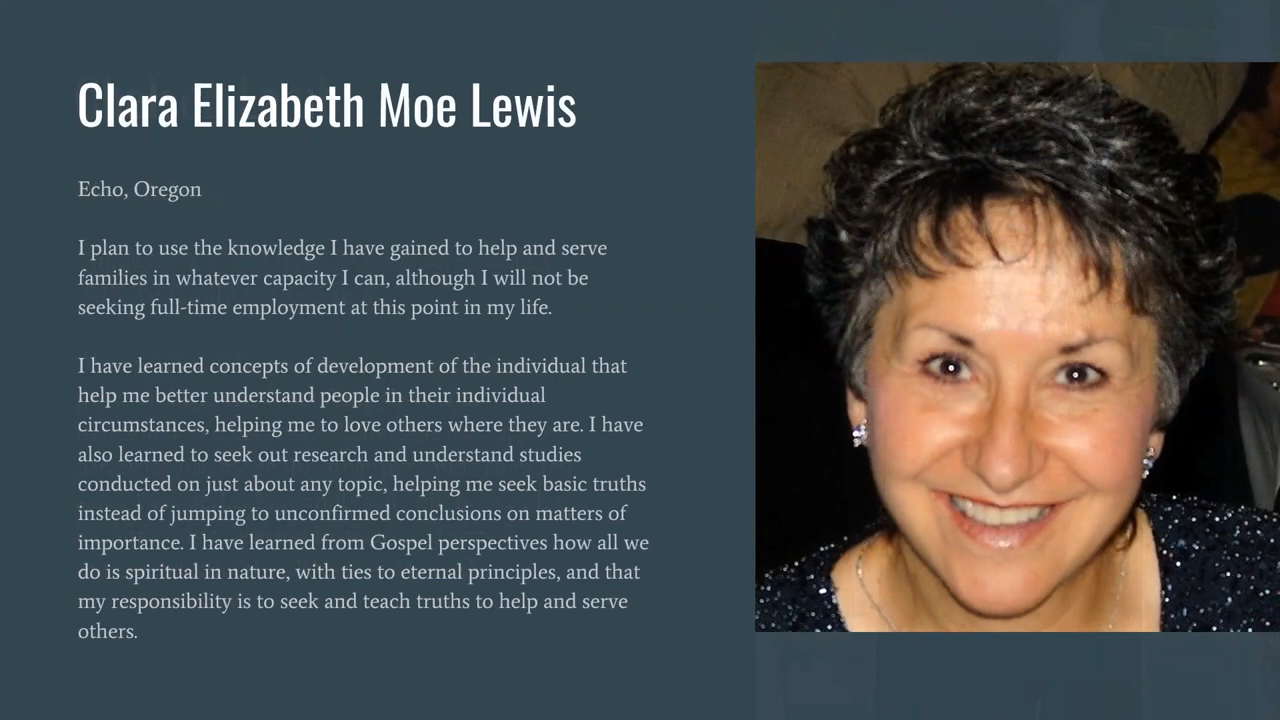 Clara Elizabeth Moe Lewis
Echo, Oregon
I plan to use the knowledge I have gained to help and serve
families in whatever capacity I can, although I will not be
seeking full-time employment at this point in my life.
I have learned concepts of development of the individual that
help me better understand people in their individual
circumstances, helping me to love others where they are. I have
also learned to seek out research and understand studies
conducted on just about any topic, helping me seek basic truths
instead of jumping to unconfirmed conclusions on matters of
importance. I have learned from Gospel perspectives how all we
do is spiritual in nature, with ties to eternal principles, and that
my responsibility is to seek and teach truths to help and serve
others.